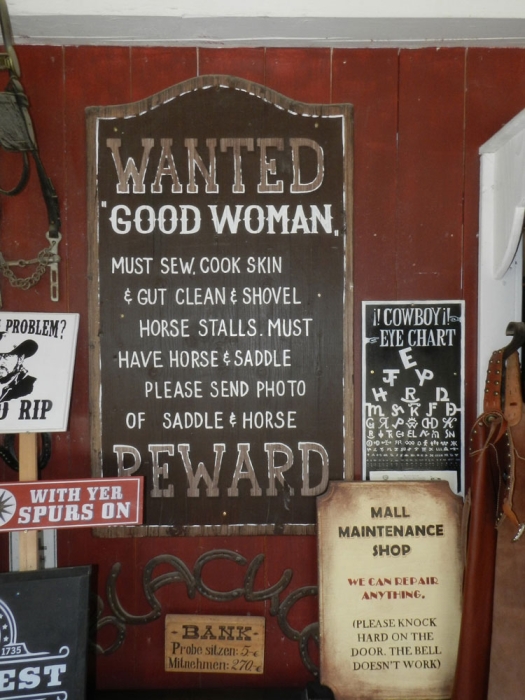 WANTED
"GOOD WOMAN"
MUST SEW, COOK SKIN
& GUT CLEAN & SHOVEL
HORSE STALLS. MUST
HAVE HORSE & SADDLE
PLEASE SEND PHOTO
OF SADDLE & HORSE
REWARD
PROBLEM?
RIP
WITH YER
SPURS ON
1735
EST
¡! COWBOY ¡!
EYE CHART
E
MALL
MAINTENANCE
SHOP
WE CAN REPAIR
ANYTHING.
(PLEASE KNOCK
HARD ON THE
DOOR. THE BELL
DOESN'T WORK)
- BANK -
Probe sitzen: 5.-€
Mitnehmen: 270.-€